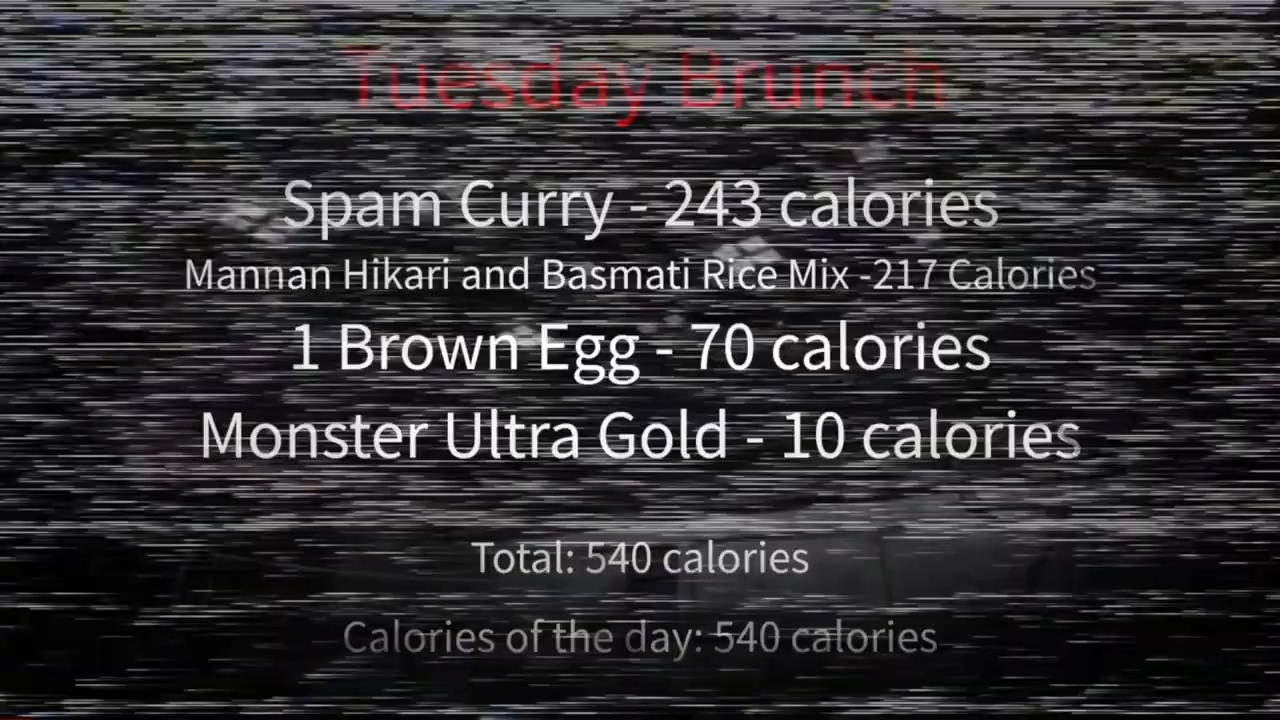 Tuesday Brunch
Spam Curry - 243 calories
Mannan Hikari and Basmati Rice Mix -217 Calories
1 Brown Egg - 70 calories
Monster Ultra Gold - 10 calories
Total: 540 calories
Calories of the day: 540 calories